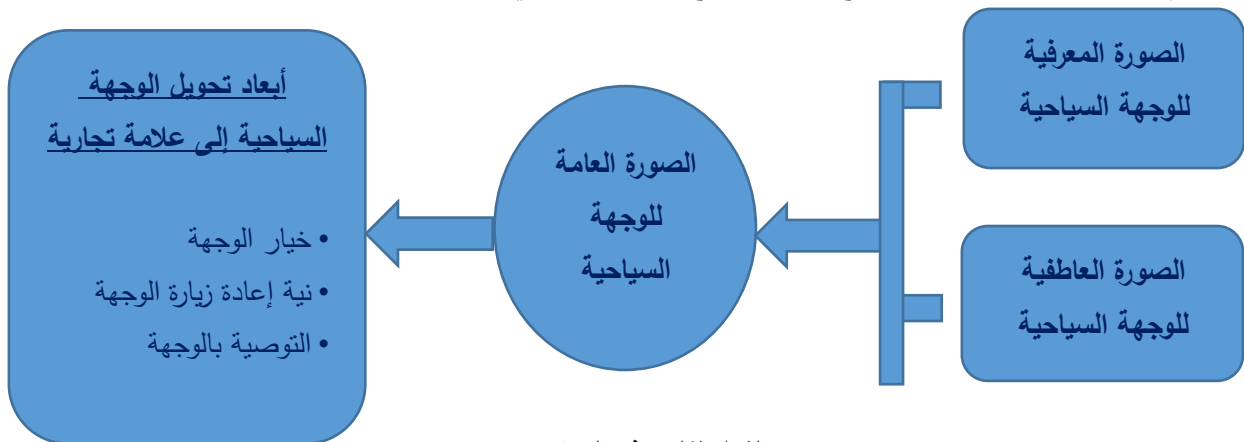 الصورة المعرفية
للوجهة السياحية
الصورة العاطفية
للوجهة السياحية
الصورة العامة
للوجهة
السياحية
أبعاد تحويل الوجهة
السياحية إلى علامة تجارية
• خيار الوجهة
• نية إعادة زيارة الوجهة
• التوصية بالوجهة